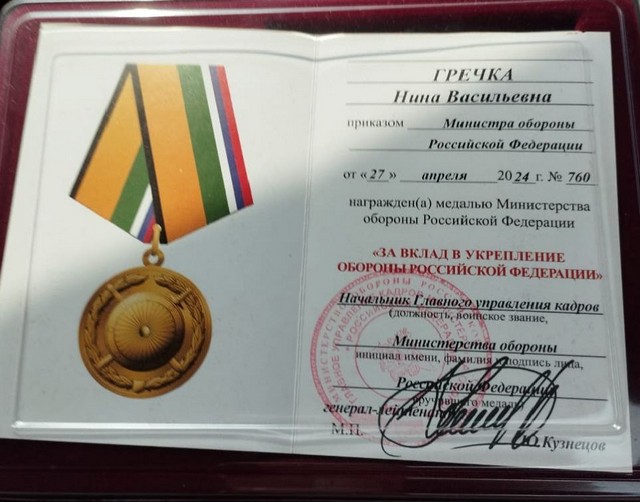 ГРЕЧКА
Нина Васильевна
приказом Министра обороны
Российской Федерации
от «27» апреля 2024 г. № 760
награжден(а) медалью Министерства
обороны Российской Федерации
«ЗА ВКЛАД В УКРЕПЛЕНИЕ
ОБОРОНЫ РОССИЙСКОЙ ФЕДЕРАЦИИ»
Начальник Главного управления кадров
(должность, воинское звание,
Министерства обороны
инициал имени, фамилия и подпись лица,
Российской Федерации
вручившего медаль)
генерал-лейтенант
М.П.
Кузнецов